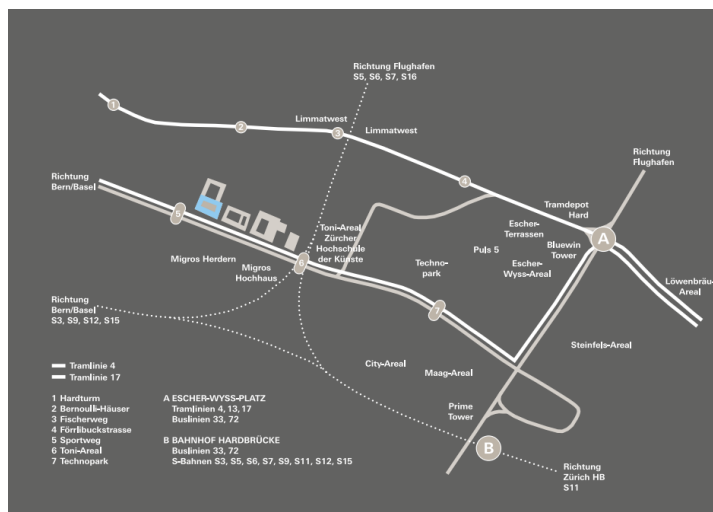 Richtung Flughafen
S5, S6, S7, S16
1
2
Limmatwest
3
Limmatwest
Richtung
Flughafen
Richtung
Bern/Basel
4
5
Tramdepot
Hard
Escher-
Terrassen
Toni-Areal
Zürcher
Hochschule
der Künste
Puls 5
Bluewin
Tower
A
Migros Herdern
Migros
Hochhaus
6
Techno-
park
Escher-
Wyss-Areal
Löwenbräu
Areal
Richtung
Bern/Basel
S3, S9, S12, S15
7
Steinfels-Areal
Tramlinie 4
Tramlinie 17
City-Areal
Maag-Areal
1 Hardturm
2 Bernoulli-Häuser
3 Fischerweg
4 Förrlibuckstrasse
5 Sportweg
6 Toni-Areal
7 Technopark
A ESCHER-WYSS-PLATZ
Tramlinien 4, 13, 17
Buslinien 33, 72
B BAHNHOF HARDBRÜCKE
Buslinien 33, 72
S-Bahnen S3, S5, S6, S7, S9, S11, S12, S15
Prime
Tower
B
Richtung
Zürich HB
S11